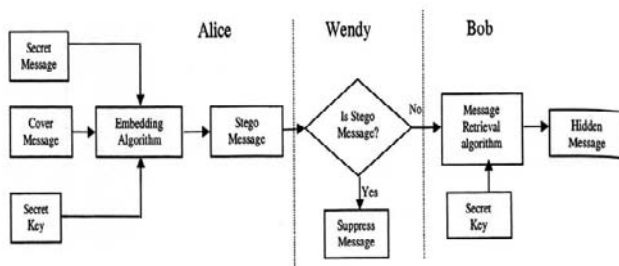 Alice
Wendy
Bob
Secret
Message
Cover
Message
Embedding
Algorithm
Stego
Message
Secret
Key
Is Stego
Message?
No
Yes
Suppress
Message
Message
Retrieval
algorithm
Hidden
Message
Secret
Key